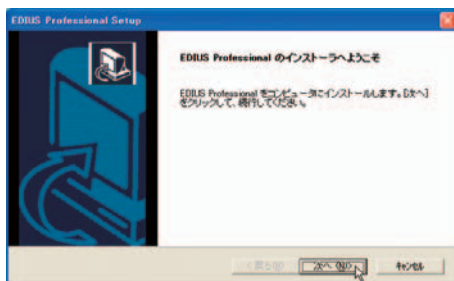 EDIUS Professional Setup
EDIUS Professional のインストーラへようこそ
EDIUS Professional をコンピュータにインストールします。[次へ]
をクリックして、続行してください。
< 戻る(B)
次へ(N) >
キャンセル